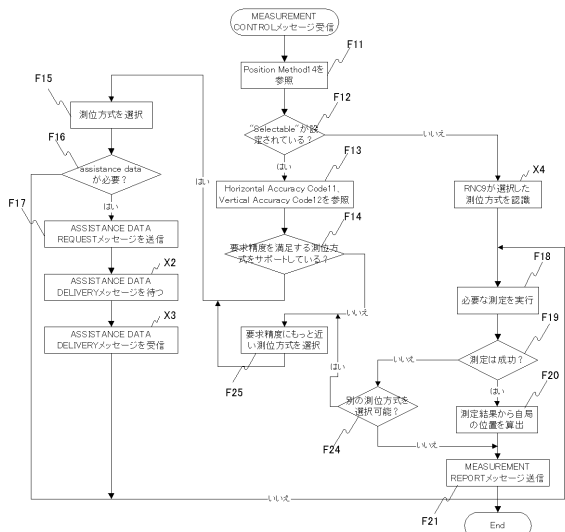 MEASUREMENT
CONTROLメッセージ受信
F11
Position Method14を
参照
F12
"Selectable"が設
定されている？
いいえ
はい
F13
Horizontal Accuracy Code11,
Vertical Accuracy Code12を参照
F14
要求精度を満足する測位方
式をサポートしている？
はい
いいえ
F15
測位方式を選択
F16
assistance data
が必要？
はい
F17
ASSISTANCE DATA
REQUESTメッセージを送信
X2
ASSISTANCE DATA
DELIVERYメッセージを待つ
X3
ASSISTANCE DATA
DELIVERYメッセージを受信
要求精度にもっと近
い測位方式を選択
F25
X4
RNC9が選択した
測位方式を認識
F18
必要な測定を実行
F19
測定は成功？
いいえ
はい
はい
F20
測定結果から自局
の位置を算出
別の測位方式を
選択可能？
F24
いいえ
MEASUREMENT
REPORTメッセージ送信
F21
いいえ
End